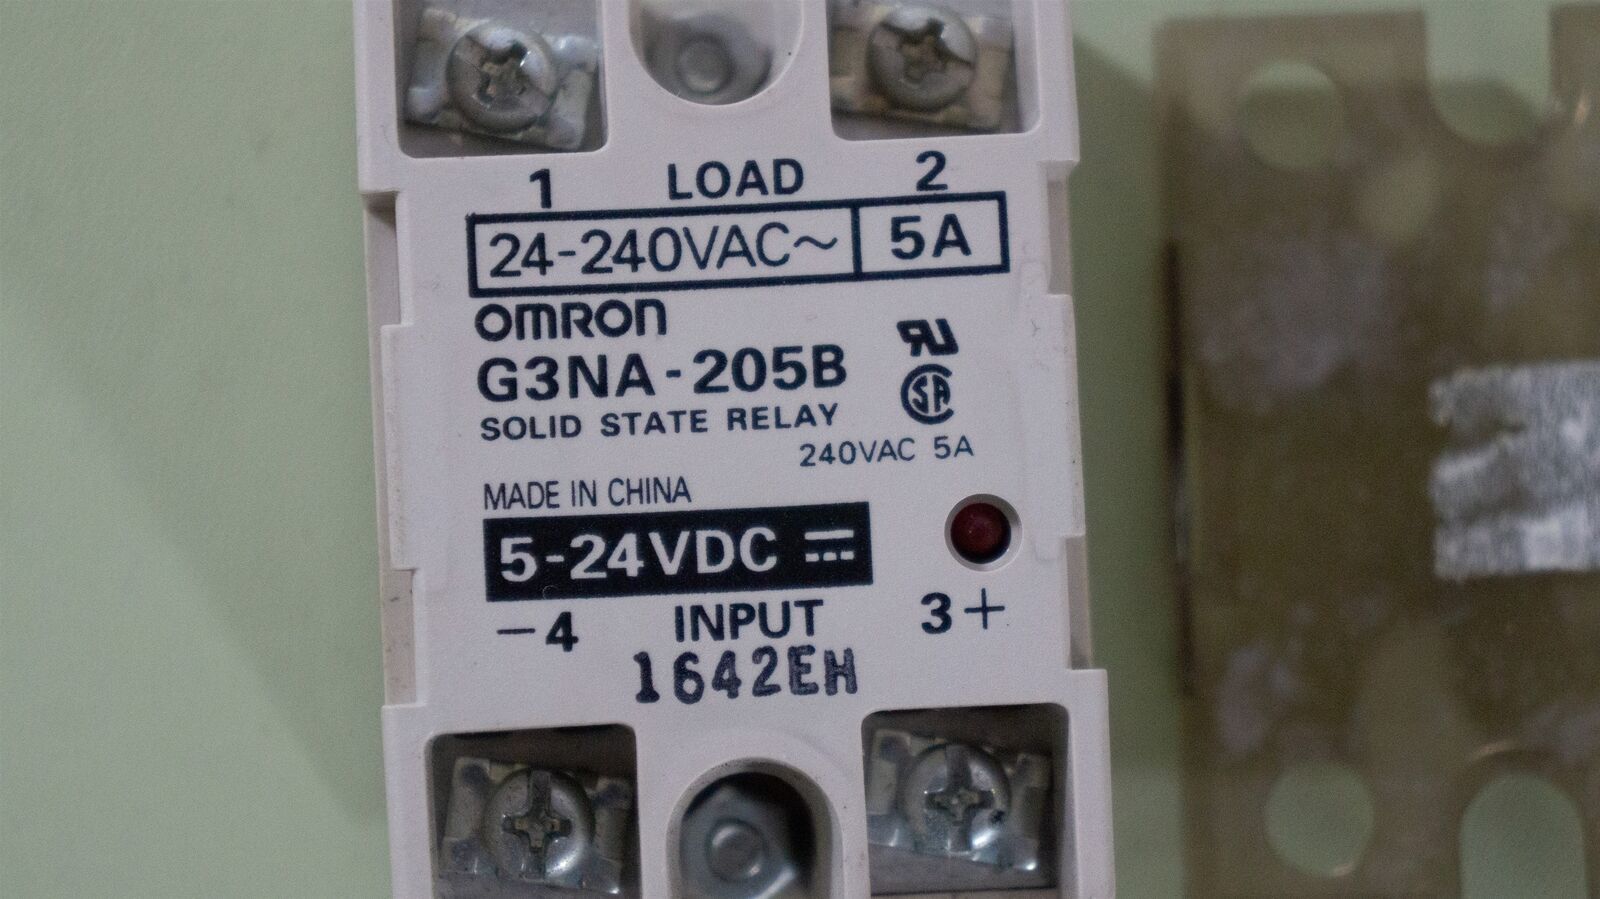 1 LOAD 2
24-240VAC~ 5A
OMRON
G3NA-205B
SOLID STATE RELAY
240VAC 5A
MADE IN CHINA
5-24VDC
-4 INPUT 3+
1642EH